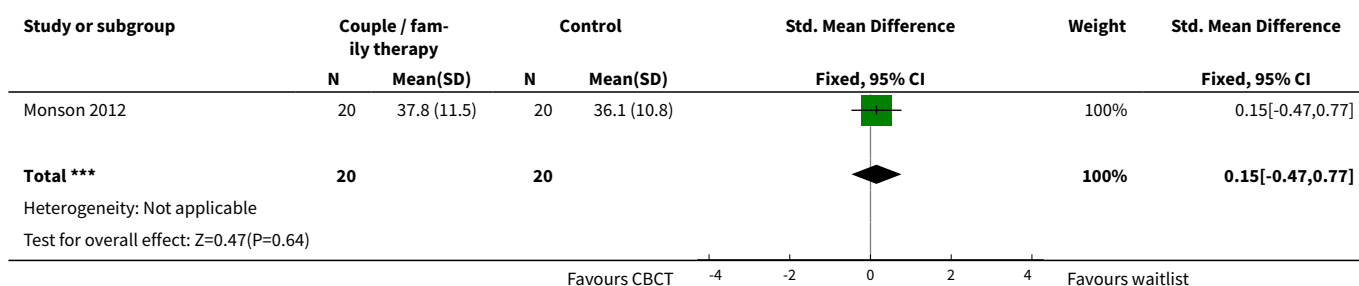 Study or subgroup Couple / fam- Control Std. Mean Difference Weight Std. Mean Difference
ily therapy
N Mean(SD) N Mean(SD) Fixed, 95% CI Fixed, 95% CI
Monson 2012 20 37.8 (11.5) 20 36.1 (10.8) 100% 0.15[-0.47,0.77]
Total *** 20 20 100% 0.15[-0.47,0.77]
Heterogeneity: Not applicable
Test for overall effect: Z=0.47(P=0.64)
Favours CBCT -4 -2 0 2 4 Favours waitlist